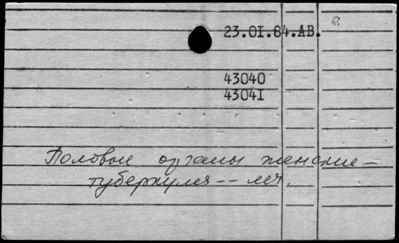 23.01.84.АВ.
43040
43041
Половые органы женские -
туберкулез -- леч.